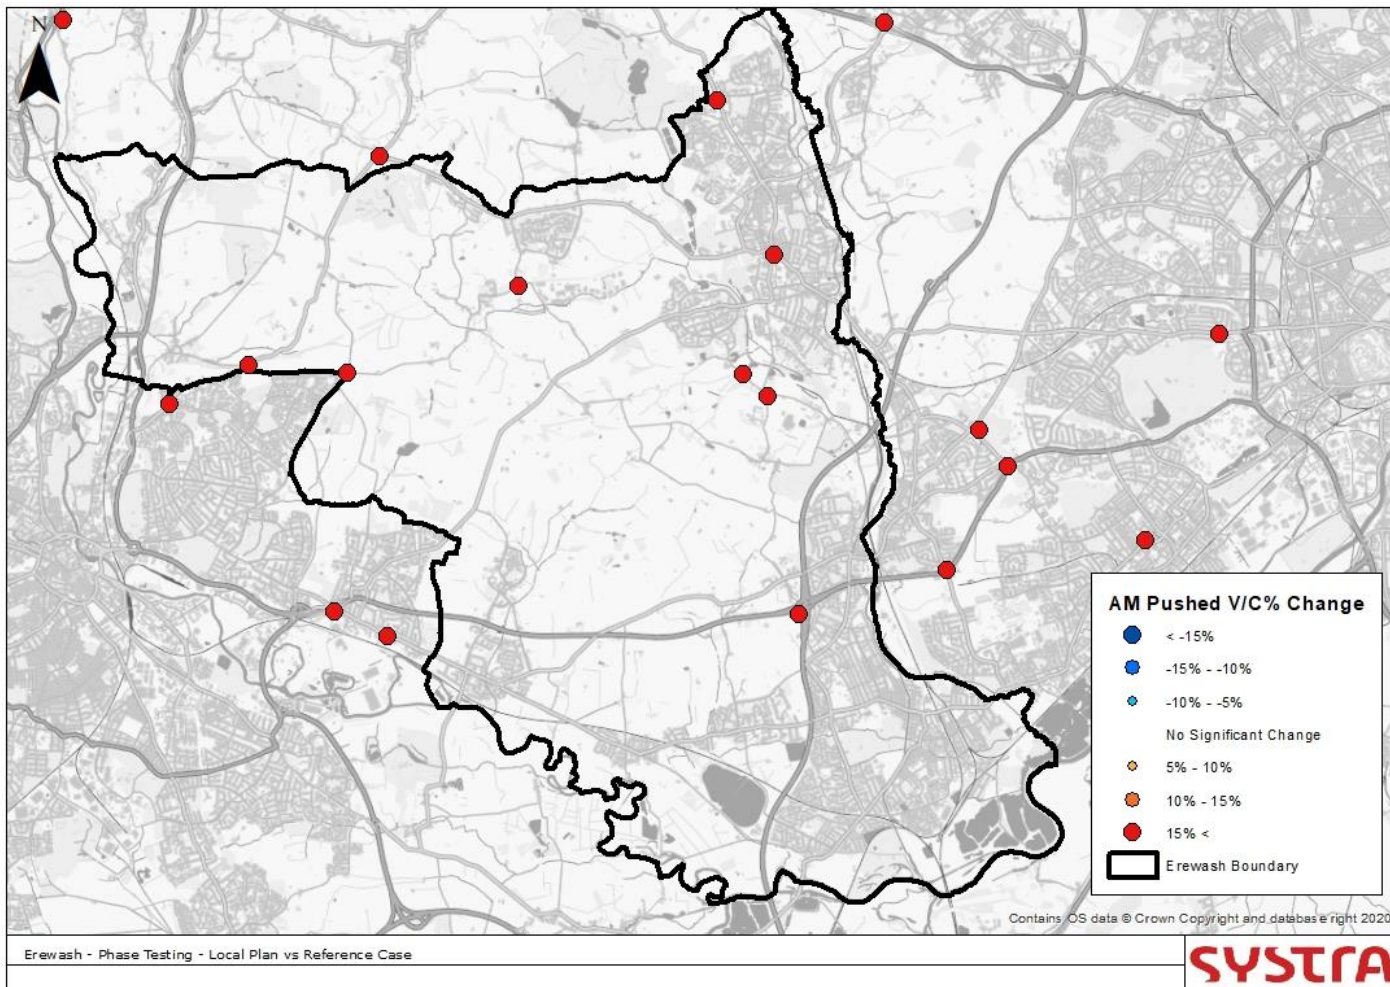 N
AM Pushed V/C% Change
< -15%
-15% - -10%
-10% - -5%
No Significant Change
5% - 10%
10% - 15%
15% <
Erewash Boundary
Contains OS data © Crown Copyright and database right 2020
Erewash - Phase Testing - Local Plan vs Reference Case
SYSTRA